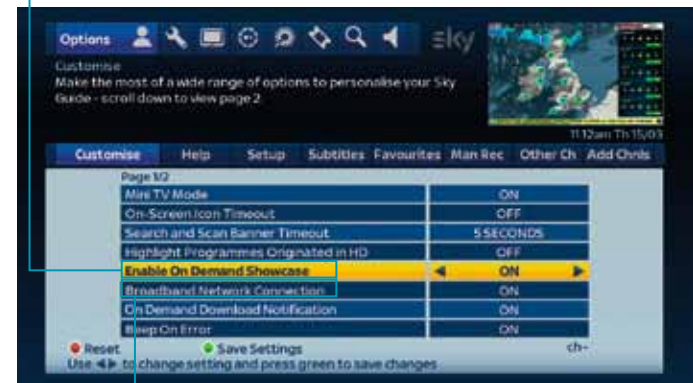 Options sky
Customise
Make the most of a wide range of options to personalise your Sky
Guide - scroll down to view page 2
11.12am Th 15/03
Customise Help Setup Subtitles Favourites Man Rec Other Ch Add Chnls
Page 1/2
Mini TV Mode ON
On-Screen Icon Timeout OFF
Search and Scan Banner Timeout 5 SECONDS
Highlight Programmes Originated in HD OFF
Enable On Demand Showcase ON
Broadband Network Connection ON
On Demand Download Notification ON
Beep On Error ON
Reset Save Settings ch-
Use ◀▶ to change setting and press green to save changes